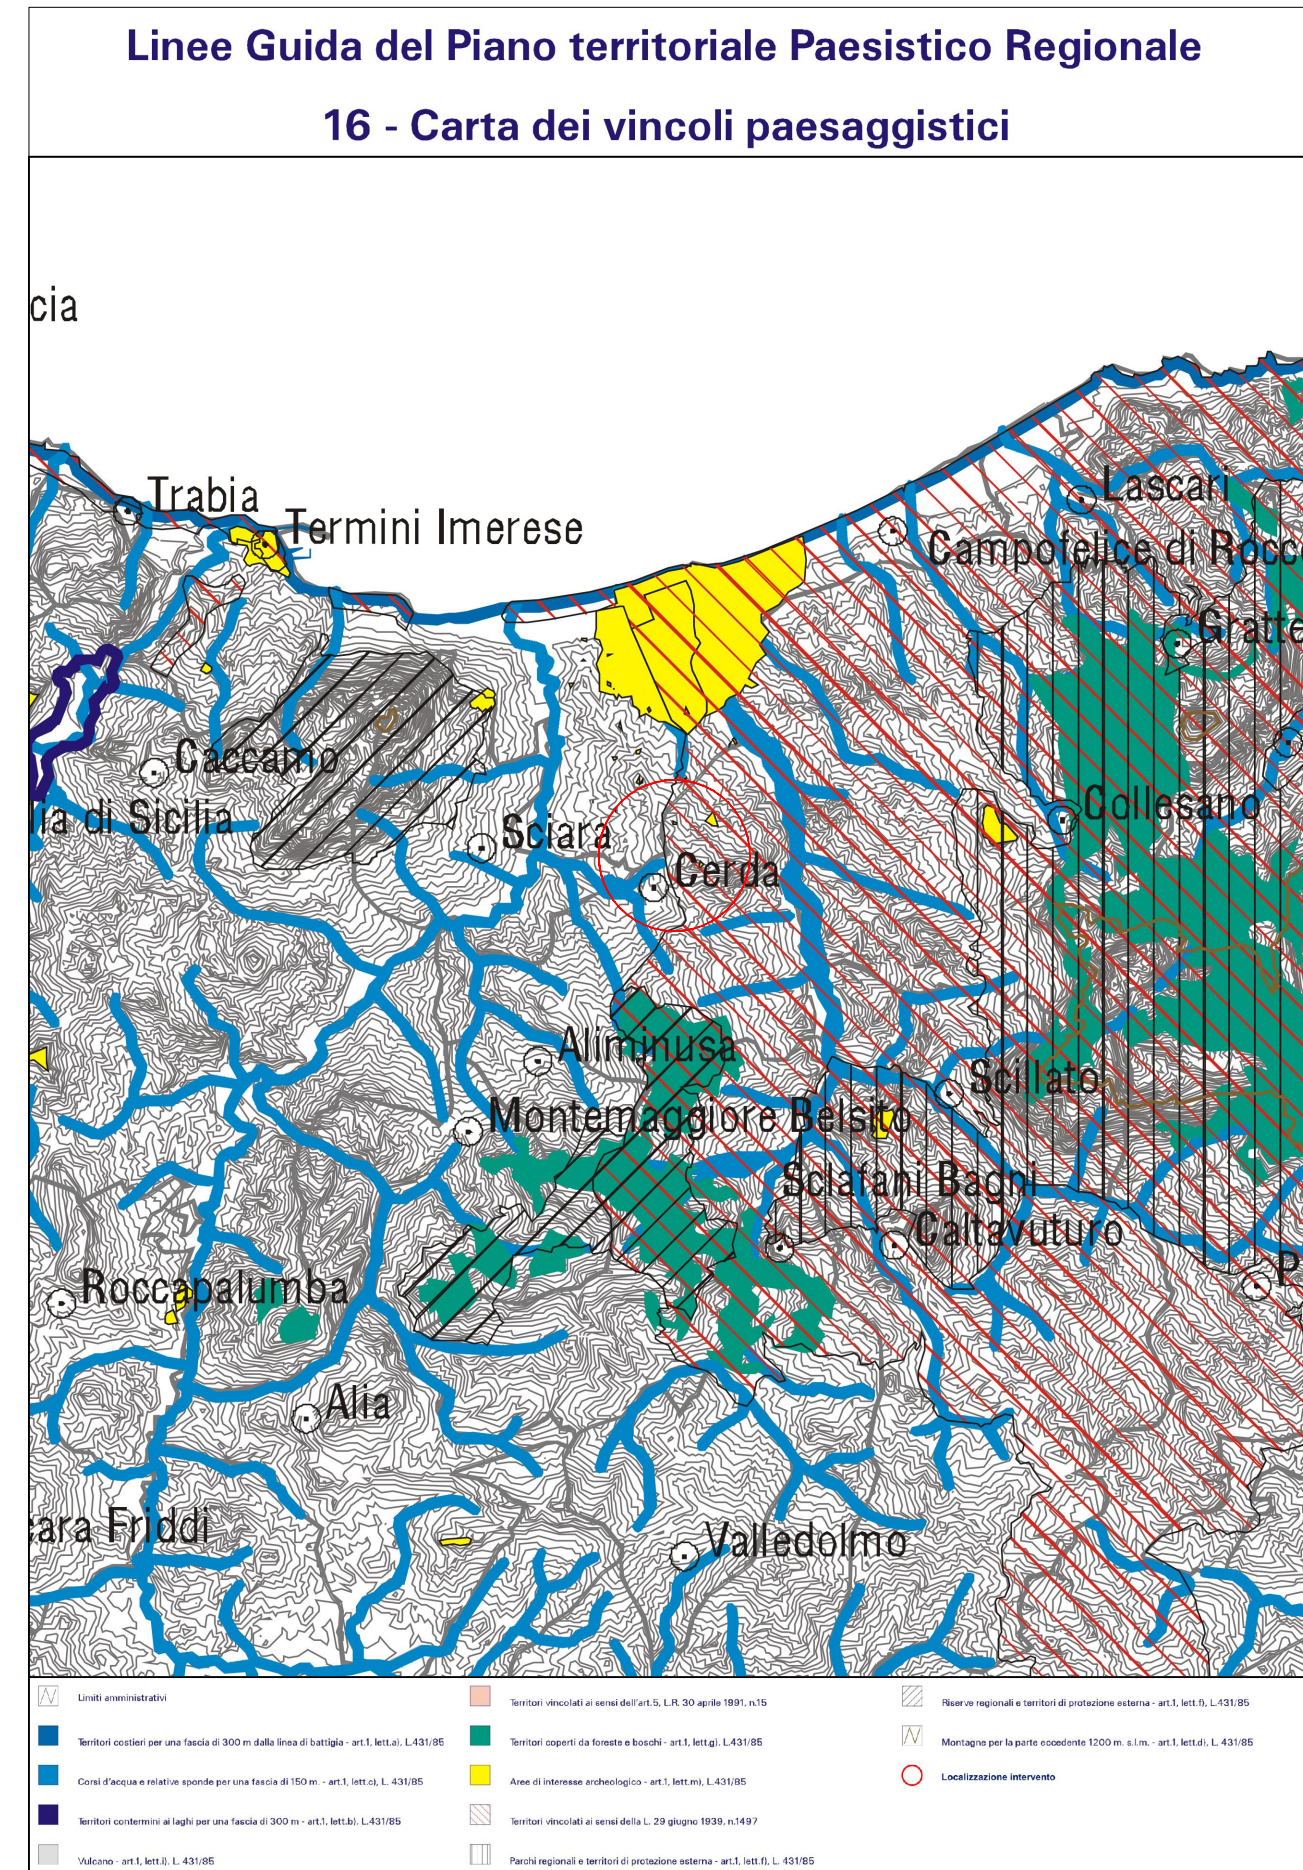 Linee Guida del Piano territoriale Paesistico Regionale
16 - Carta dei vincoli paesaggistici
cia
Trabia
Termini Imerese
Lascari
Campofelice di Rocc
Gratte
Caccamo
lia di Sicilia
Sciara
Cerda
Collesano
Aliminusa
Scillato
Montemaggiore Belsito
Sclafani Bagni
Caltavuturo
P
Roccapalumba
Alia
cara Friddi
Valledolmo
Limiti amministrativi
Territori costieri per una fascia di 300 m dalla linea di battigia - art.1, lett.a), L.431/85
Corsi d'acqua e relative sponde per una fascia di 150 m. - art.1, lett.c), L. 431/85
Territori contermini ai laghi per una fascia di 300 m - art.1, lett.b), L.431/85
Vulcano - art.1, lett.i), L. 431/85
Territori vincolati ai sensi dell'art.5, L.R. 30 aprile 1991, n.15
Territori coperti da foreste e boschi - art.1, lett.g), L.431/85
Aree di interesse archeologico - art.1, lett.m), L.431/85
Territori vincolati ai sensi della L. 29 giugno 1939, n.1497
Parchi regionali e territori di protezione esterna - art.1, lett.f), L. 431/85
Riserve regionali e territori di protezione esterna - art.1, lett.f), L.431/85
Montagne per la parte eccedente 1200 m. s.l.m. - art.1, lett.d), L. 431/85
Localizzazione intervento